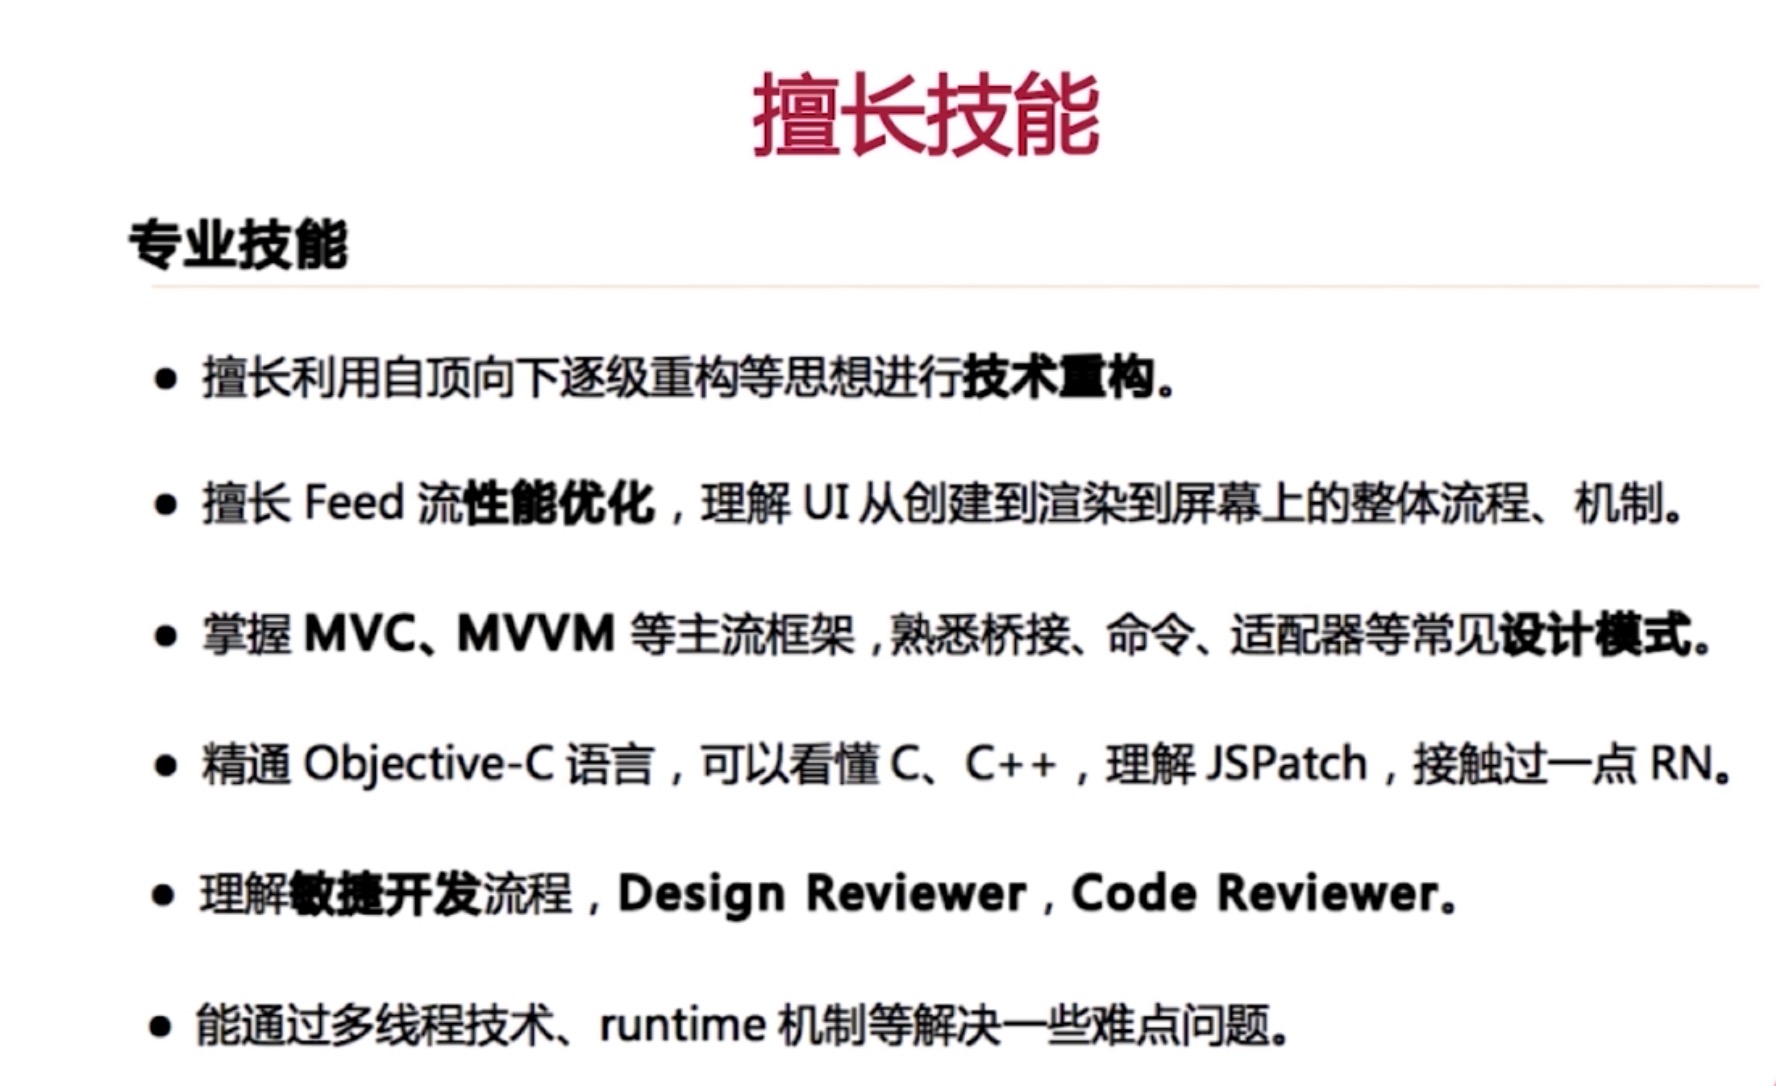 擅长技能
专业技能
● 擅长利用自顶向下逐级重构等思想进行技术重构。
● 擅长 Feed 流性能优化，理解 UI 从创建到渲染到屏幕上的整体流程、机制。
● 掌握 MVC、MVVM 等主流框架，熟悉桥接、命令、适配器等常见设计模式。
● 精通 Objective-C 语言，可以看懂 C、C++，理解 JSPatch，接触过一点 RN。
● 理解敏捷开发流程，Design Reviewer，Code Reviewer。
● 能通过多线程技术、runtime 机制等解决一些难点问题。